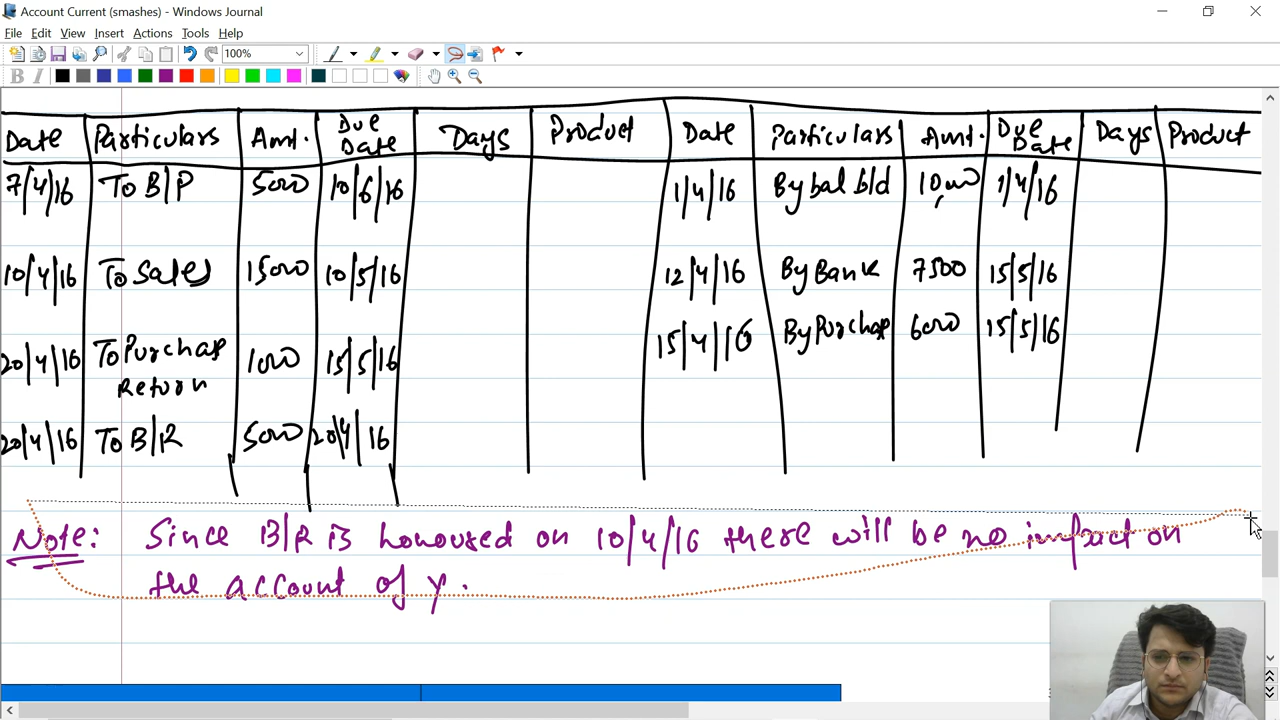 Account Current (smashes) - Windows Journal
File Edit View Insert Actions Tools Help
100%
B I
Date Particulars Amt. Due Date Days Product Date Particulars Amt. Due Date Days Product
7/4/16 To B/P 5000 10/6/16 1/4/16 By bal b/d 10,000 1/4/16
10/4/16 To Sales 15000 10/5/16 12/4/16 By Bank 7500 15/5/16
20/4/16 To Purchase Return 1000 15/5/16 15/4/16 By Purchase 6000 15/5/16
20/4/16 To B/R 5000 20/4/16
Note: Since B/R is honoused on 10/4/16 there will be no impact on
the account of y.